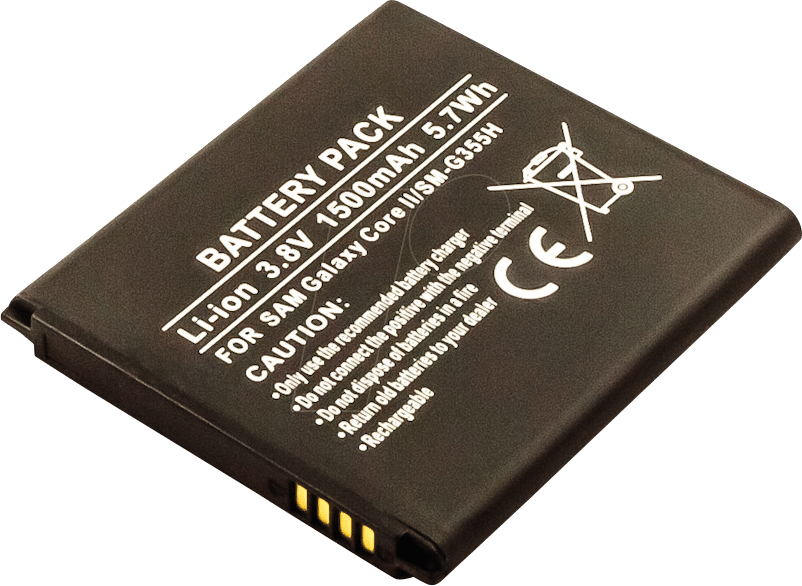 BATTERY PACK
Li-ion 3.8V 1500mAh 5.7Wh
FOR SAM Galaxy Core II/SM-G355H
CAUTION:
•Only use the recommended battery charger
•Do not connect the positive with the negative terminal
•Do not dispose of batteries in a fire
•Return old batteries to your dealer
•Rechargeable
CE